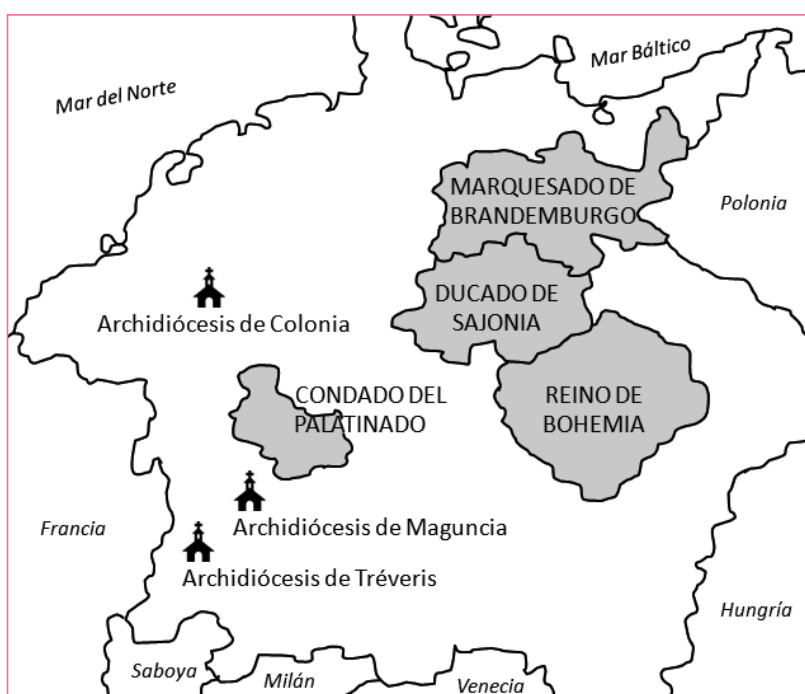 Mar del Norte
Mar Báltico
MARQUESADO DE
BRANDEMBURGO
Polonia
DUCADO DE
SAJONIA
Archidiócesis de Colonia
CONDADO DEL
PALATINADO
REINO DE
BOHEMIA
Francia
Archidiócesis de Maguncia
Archidiócesis de Tréveris
Hungría
Saboya
Milán
Venecia